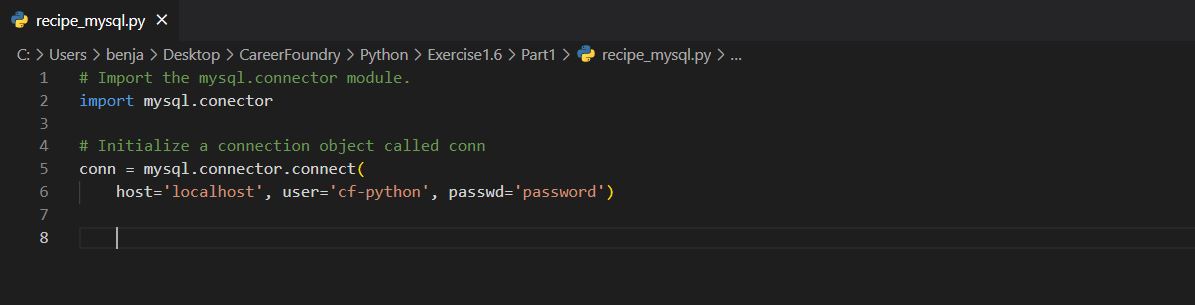 recipe_mysql.py ×
C: > Users > benja > Desktop > CareerFoundry > Python > Exercise1.6 > Part1 > recipe_mysql.py > ...
1 # Import the mysql.connector module.
2 import mysql.conector
3
4 # Initialize a connection object called conn
5 conn = mysql.connector.connect(
6 host='localhost', user='cf-python', passwd='password')
7
8